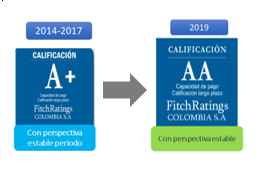 2014-2017
CALIFICACIÓN
A+
Capacidad de pago
Calificación largo plazo
FitchRatings
COLOMBIA S.A
Con perspectiva
estable periodo
2019
CALIFICACIÓN
AA
Capacidad de pago
Calificación largo plazo
FitchRatings
COLOMBIA S.A
Con perspectiva estable